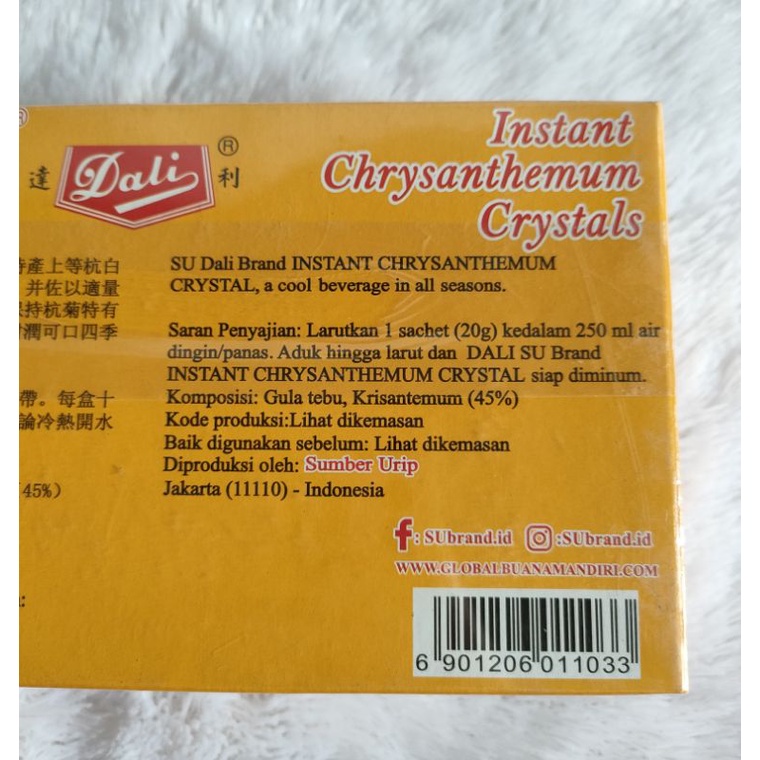 ®
達 Dali ® 利
Instant
Chrysanthemum
Crystals
產上等杭白
并佐以適量
持杭菊特有
潤可口四季
帶。每盒十
論冷熱開水
45%)
SU Dali Brand INSTANT CHRYSANTHEMUM
CRYSTAL, a cool beverage in all seasons.
Saran Penyajian: Larutkan 1 sachet (20g) kedalam 250 ml air
dingin/panas. Aduk hingga larut dan DALI SU Brand
INSTANT CHRYSANTHEMUM CRYSTAL siap diminum.
Komposisi: Gula tebu, Krisantemum (45%)
Kode produksi:Lihat dikemasan
Baik digunakan sebelum: Lihat dikemasan
Diproduksi oleh: Sumber Urip
Jakarta (11110) - Indonesia
: SUbrand.id :SUbrand.id
WWW.GLOBALBUANAMANDIRI.COM
6 901206 011033